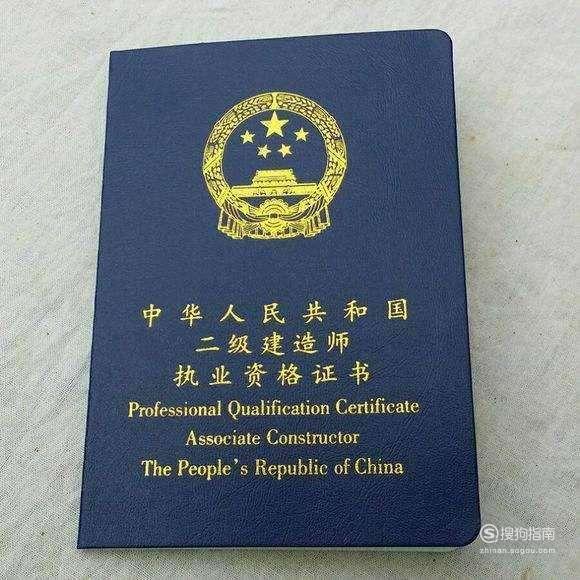 中华人民共和国
二级建造师
执业资格证书
Professional Qualification Certificate
Associate Constructor
The People's Republic of China
S 搜狗指南
zhinan.sogou.com